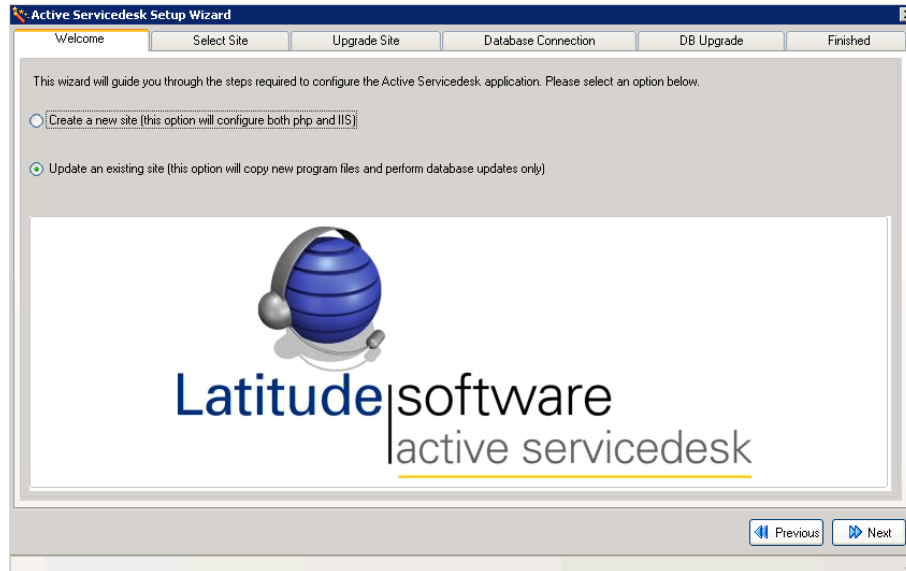 Active Servicedesk Setup Wizard
Welcome
Select Site
Upgrade Site
Database Connection
DB Upgrade
Finished
This wizard will guide you through the steps required to configure the Active Servicedesk application. Please select an option below.
Create a new site (this option will configure both php and IIS)
Update an existing site (this option will copy new program files and perform database updates only)
Latitude software
active servicedesk
Previous
Next